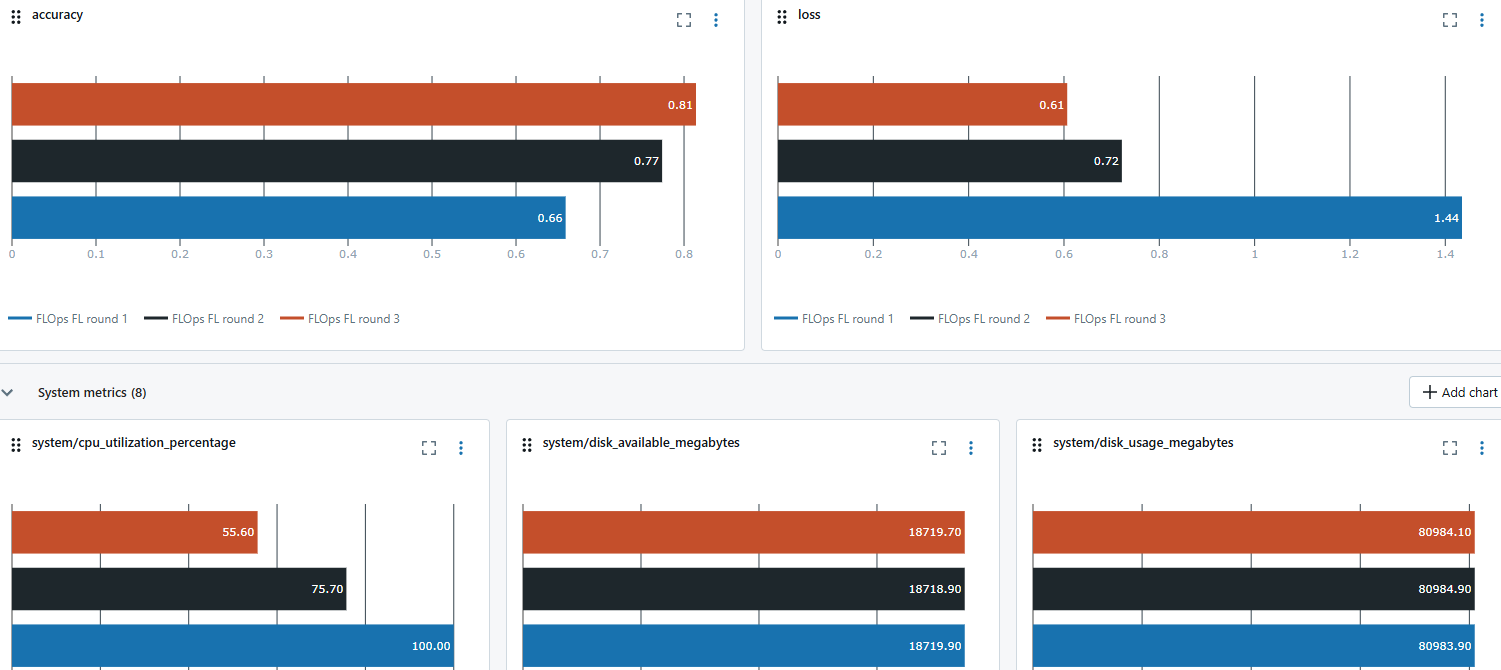 accuracy
0.81
0.77
0.66
0 0.1 0.2 0.3 0.4 0.5 0.6 0.7 0.8
FLOps FL round 1 FLOps FL round 2 FLOps FL round 3
loss
0.61
0.72
1.44
0 0.2 0.4 0.6 0.8 1 1.2 1.4
FLOps FL round 1 FLOps FL round 2 FLOps FL round 3
System metrics (8)
Add chart
system/cpu_utilization_percentage
55.60
75.70
100.00
system/disk_available_megabytes
18719.70
18718.90
18719.90
system/disk_usage_megabytes
80984.10
80984.90
80983.90